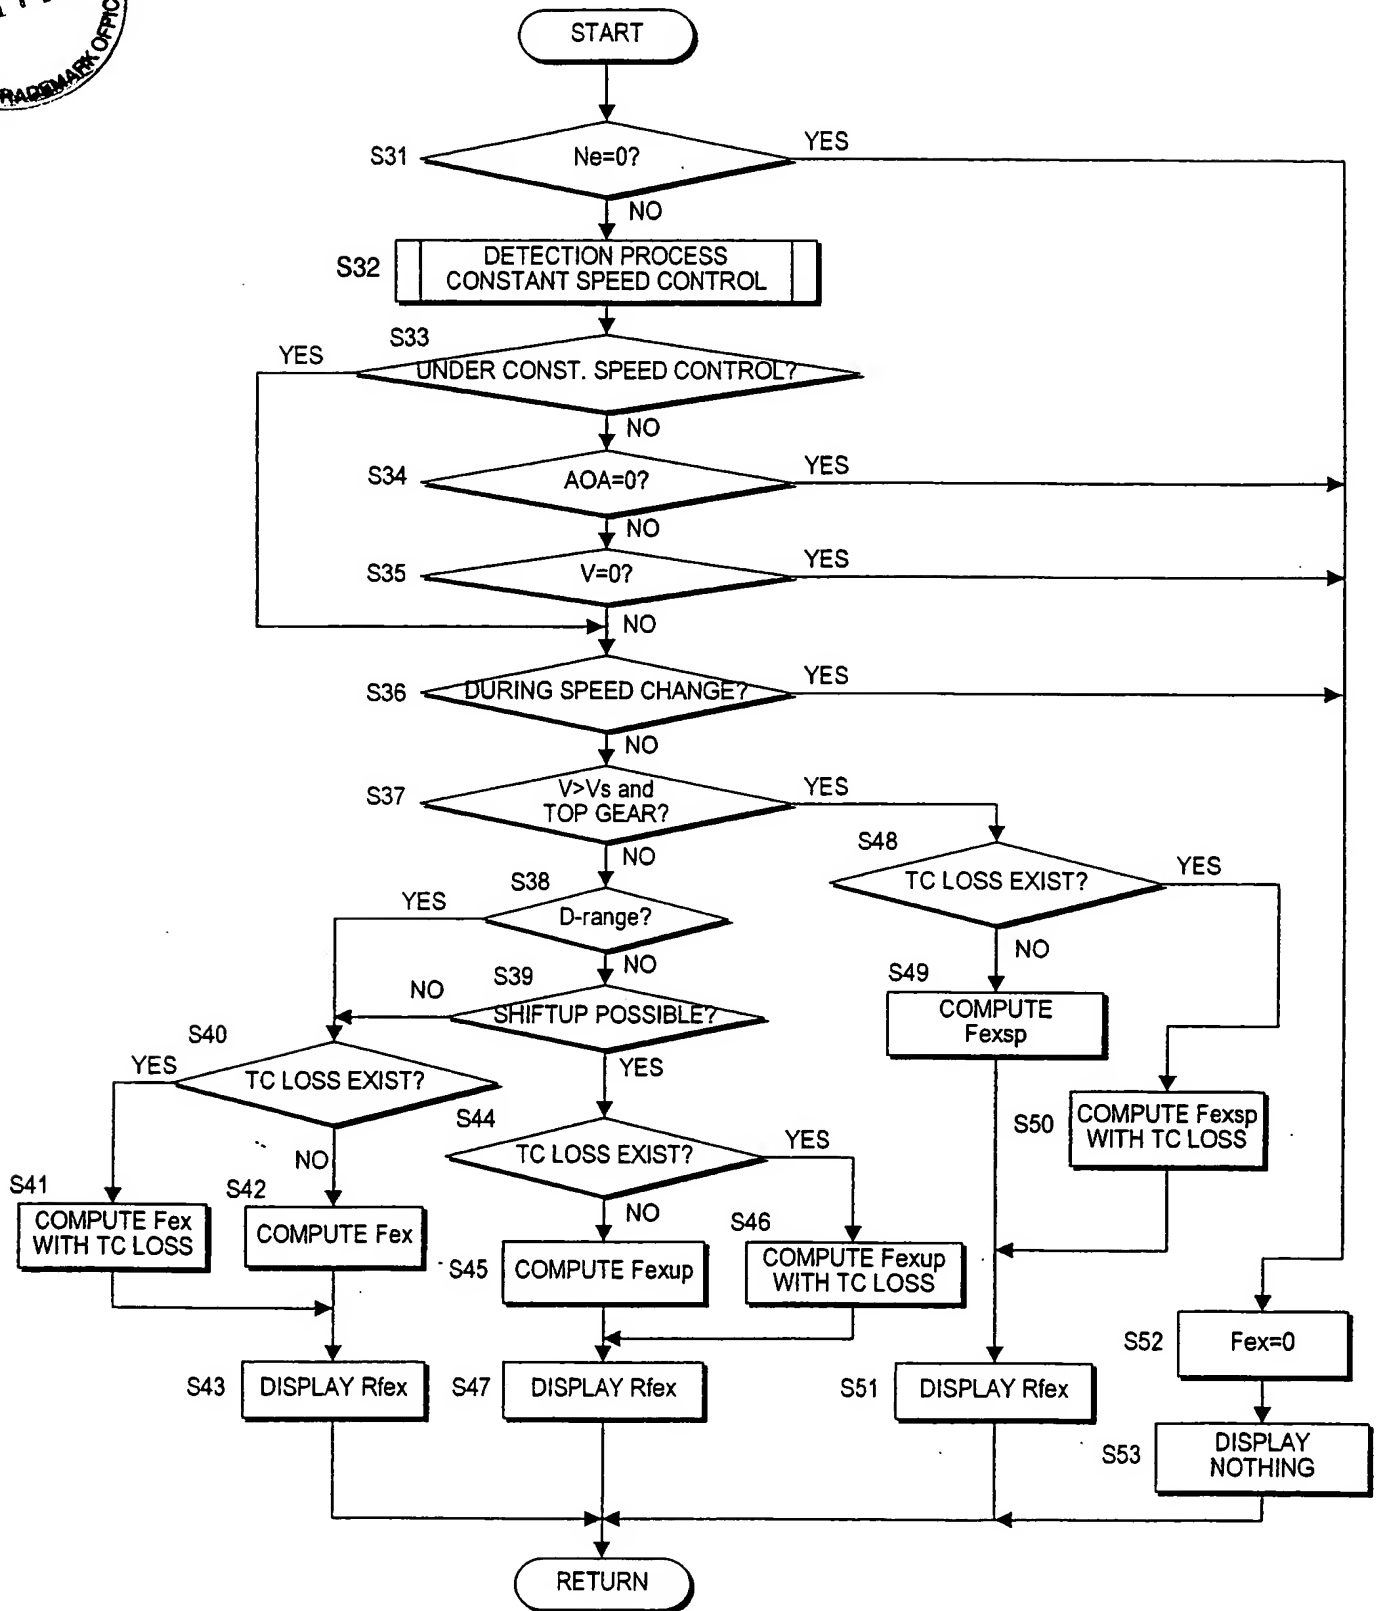 RADEMARK OFFIC
START
S31
Ne=0?
YES
NO
S32
DETECTION PROCESS
CONSTANT SPEED CONTROL
S33
YES
UNDER CONST. SPEED CONTROL?
NO
S34
AOA=0?
YES
NO
S35
V=0?
YES
NO
S36
DURING SPEED CHANGE?
YES
NO
S37
V>Vs and
TOP GEAR?
YES
NO
S48
TC LOSS EXIST?
YES
NO
S38
YES
D-range?
NO
S39
NO
SHIFTUP POSSIBLE?
YES
S49
COMPUTE
Fexsp
S40
YES
TC LOSS EXIST?
NO
S44
TC LOSS EXIST?
YES
NO
S50
COMPUTE Fexsp
WITH TC LOSS
S41
COMPUTE Fex
WITH TC LOSS
S42
COMPUTE Fex
S45
COMPUTE Fexup
S46
COMPUTE Fexup
WITH TC LOSS
S52
Fex=0
S43
DISPLAY Rfex
S47
DISPLAY Rfex
S51
DISPLAY Rfex
S53
DISPLAY
NOTHING
RETURN